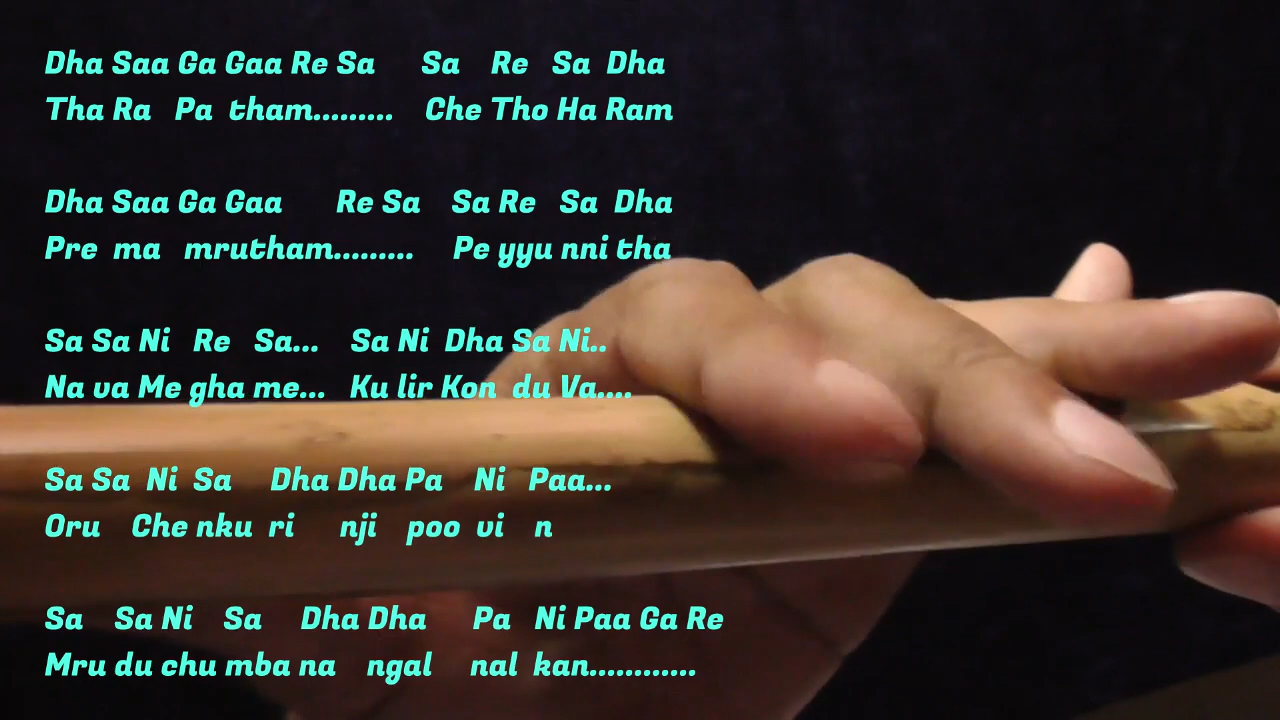 Dha Saa Ga Gaa Re Sa Sa Re Sa Dha
Tha Ra Pa tham......... Che Tho Ha Ram
Dha Saa Ga Gaa Re Sa Sa Re Sa Dha
Pre ma mrutham......... Pe yyu nni tha
Sa Sa Ni Re Sa... Sa Ni Dha Sa Ni..
Na va Me gha me... Ku lir Kon du Va....
Sa Sa Ni Sa Dha Dha Pa Ni Paa...
Oru Che nku ri nji poo vi n
Sa Sa Ni Sa Dha Dha Pa Ni Paa Ga Re
Mru du chu mba na ngal nal kan............